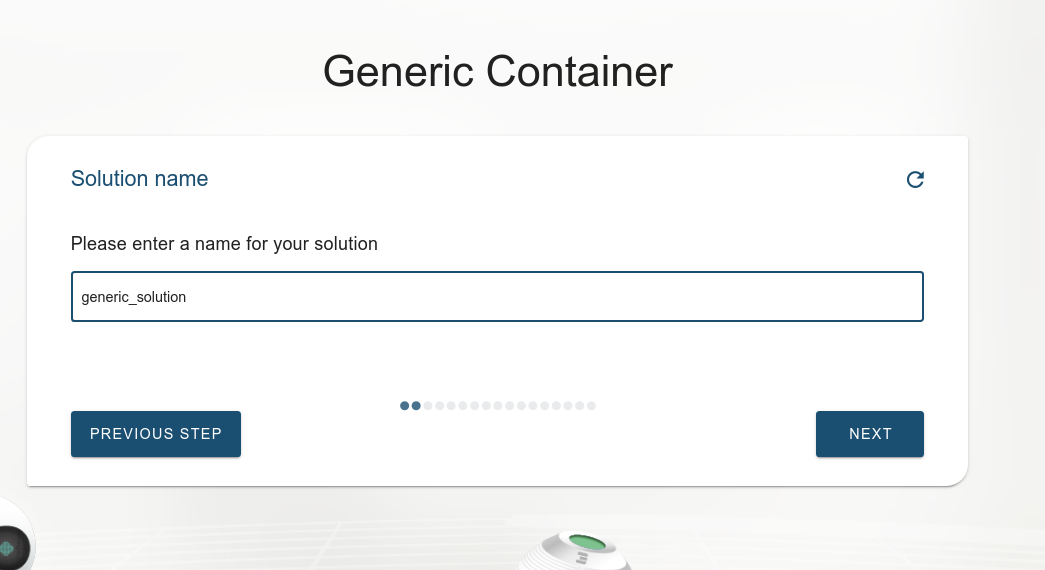 Generic Container
Solution name
Please enter a name for your solution
generic_solution
PREVIOUS STEP
NEXT